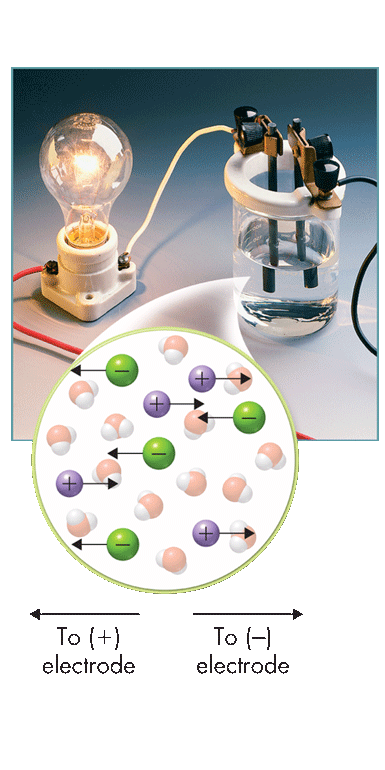 – +
+ –
–
+
– +
To (+)
electrode
To (–)
electrode